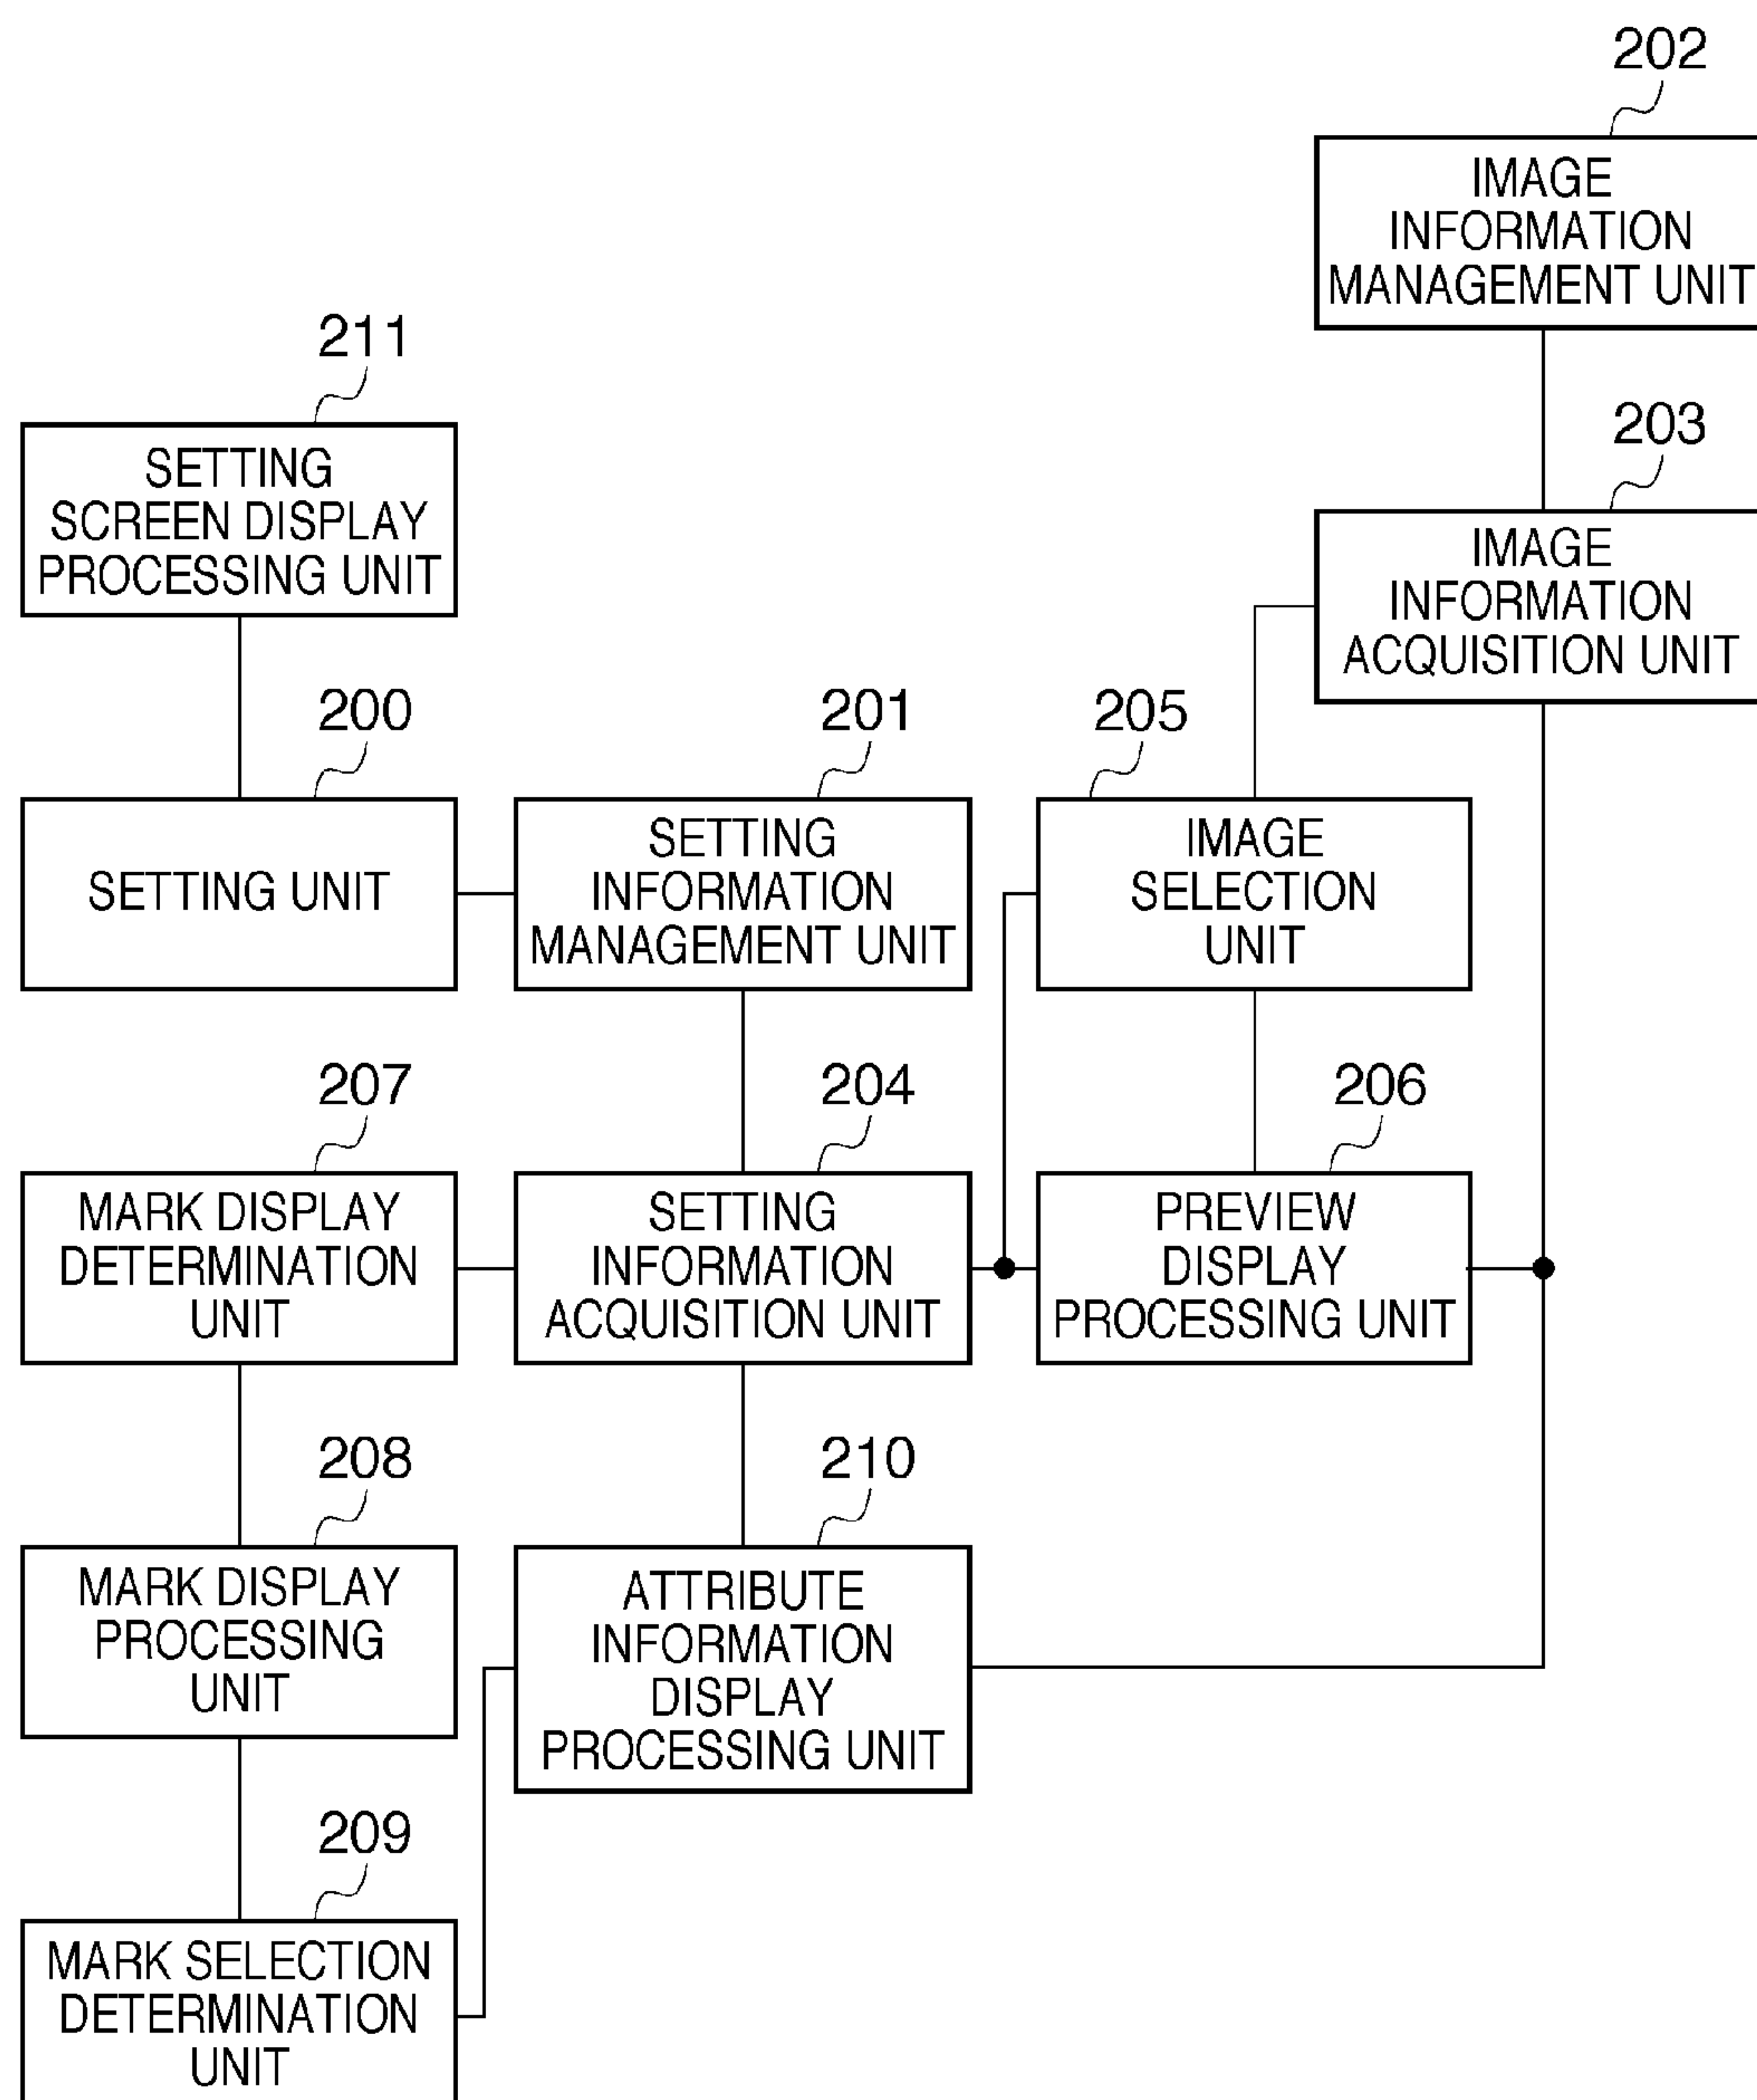 202
IMAGE
INFORMATION
MANAGEMENT UNIT
211
SETTING
SCREEN DISPLAY
PROCESSING UNIT
203
IMAGE
INFORMATION
ACQUISITION UNIT
200
SETTING UNIT
201
SETTING
INFORMATION
MANAGEMENT UNIT
205
IMAGE
SELECTION
UNIT
207
MARK DISPLAY
DETERMINATION
UNIT
204
SETTING
INFORMATION
ACQUISITION UNIT
206
PREVIEW
DISPLAY
PROCESSING UNIT
208
MARK DISPLAY
PROCESSING
UNIT
210
ATTRIBUTE
INFORMATION
DISPLAY
PROCESSING UNIT
209
MARK SELECTION
DETERMINATION
UNIT